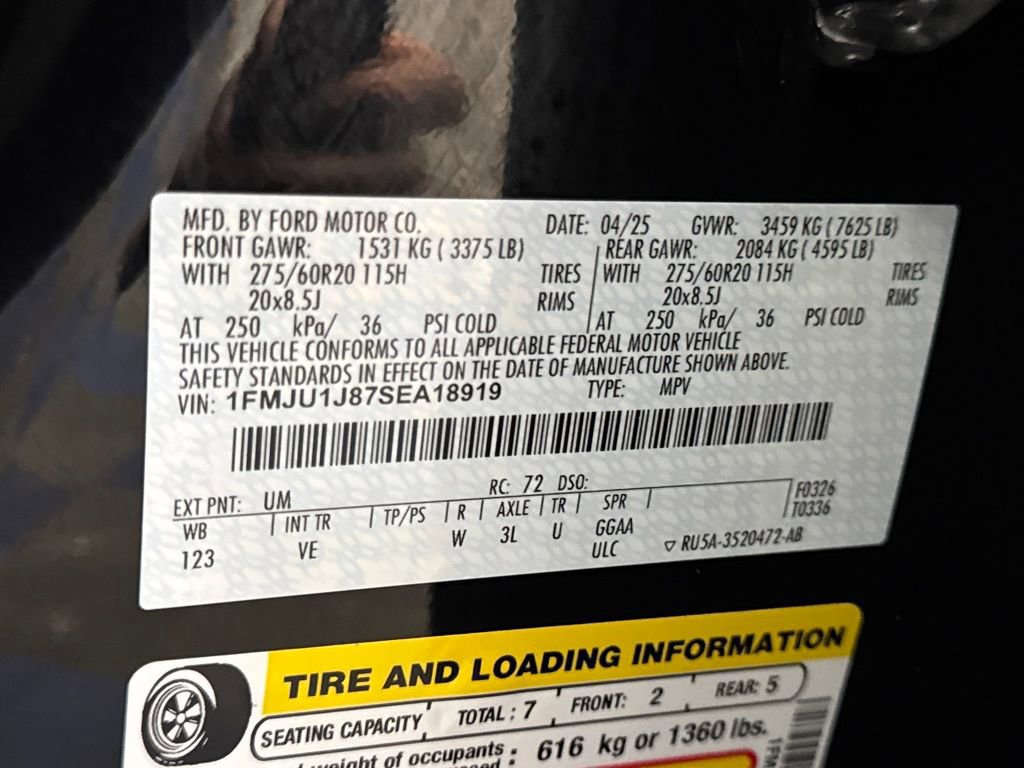 MFD. BY FORD MOTOR CO. DATE: 04/25 GVWR: 3459 KG ( 7625 LB)
FRONT GAWR: 1531 KG ( 3375 LB) REAR GAWR: 2084 KG ( 4595 LB)
WITH 275/60R20 115H TIRES WITH 275/60R20 115H TIRES
20x8.5J RIMS 20x8.5J RIMS
AT 250 kPa/ 36 PSI COLD AT 250 kPa/ 36 PSI COLD
THIS VEHICLE CONFORMS TO ALL APPLICABLE FEDERAL MOTOR VEHICLE
SAFETY STANDARDS IN EFFECT ON THE DATE OF MANUFACTURE SHOWN ABOVE.
VIN: 1FMJU1J87SEA18919 TYPE: MPV
EXT PNT: UM RC: 72 DSO: F0326
WB INT TR TP/PS R AXLE TR SPR T0336
123 VE W 3L U GGAA
ULC ▽ RU5A-3520472-AB
TIRE AND LOADING INFORMATION
SEATING CAPACITY TOTAL : 7 FRONT: 2 REAR: 5
weight of occupants : 616 kg or 1360 lbs.